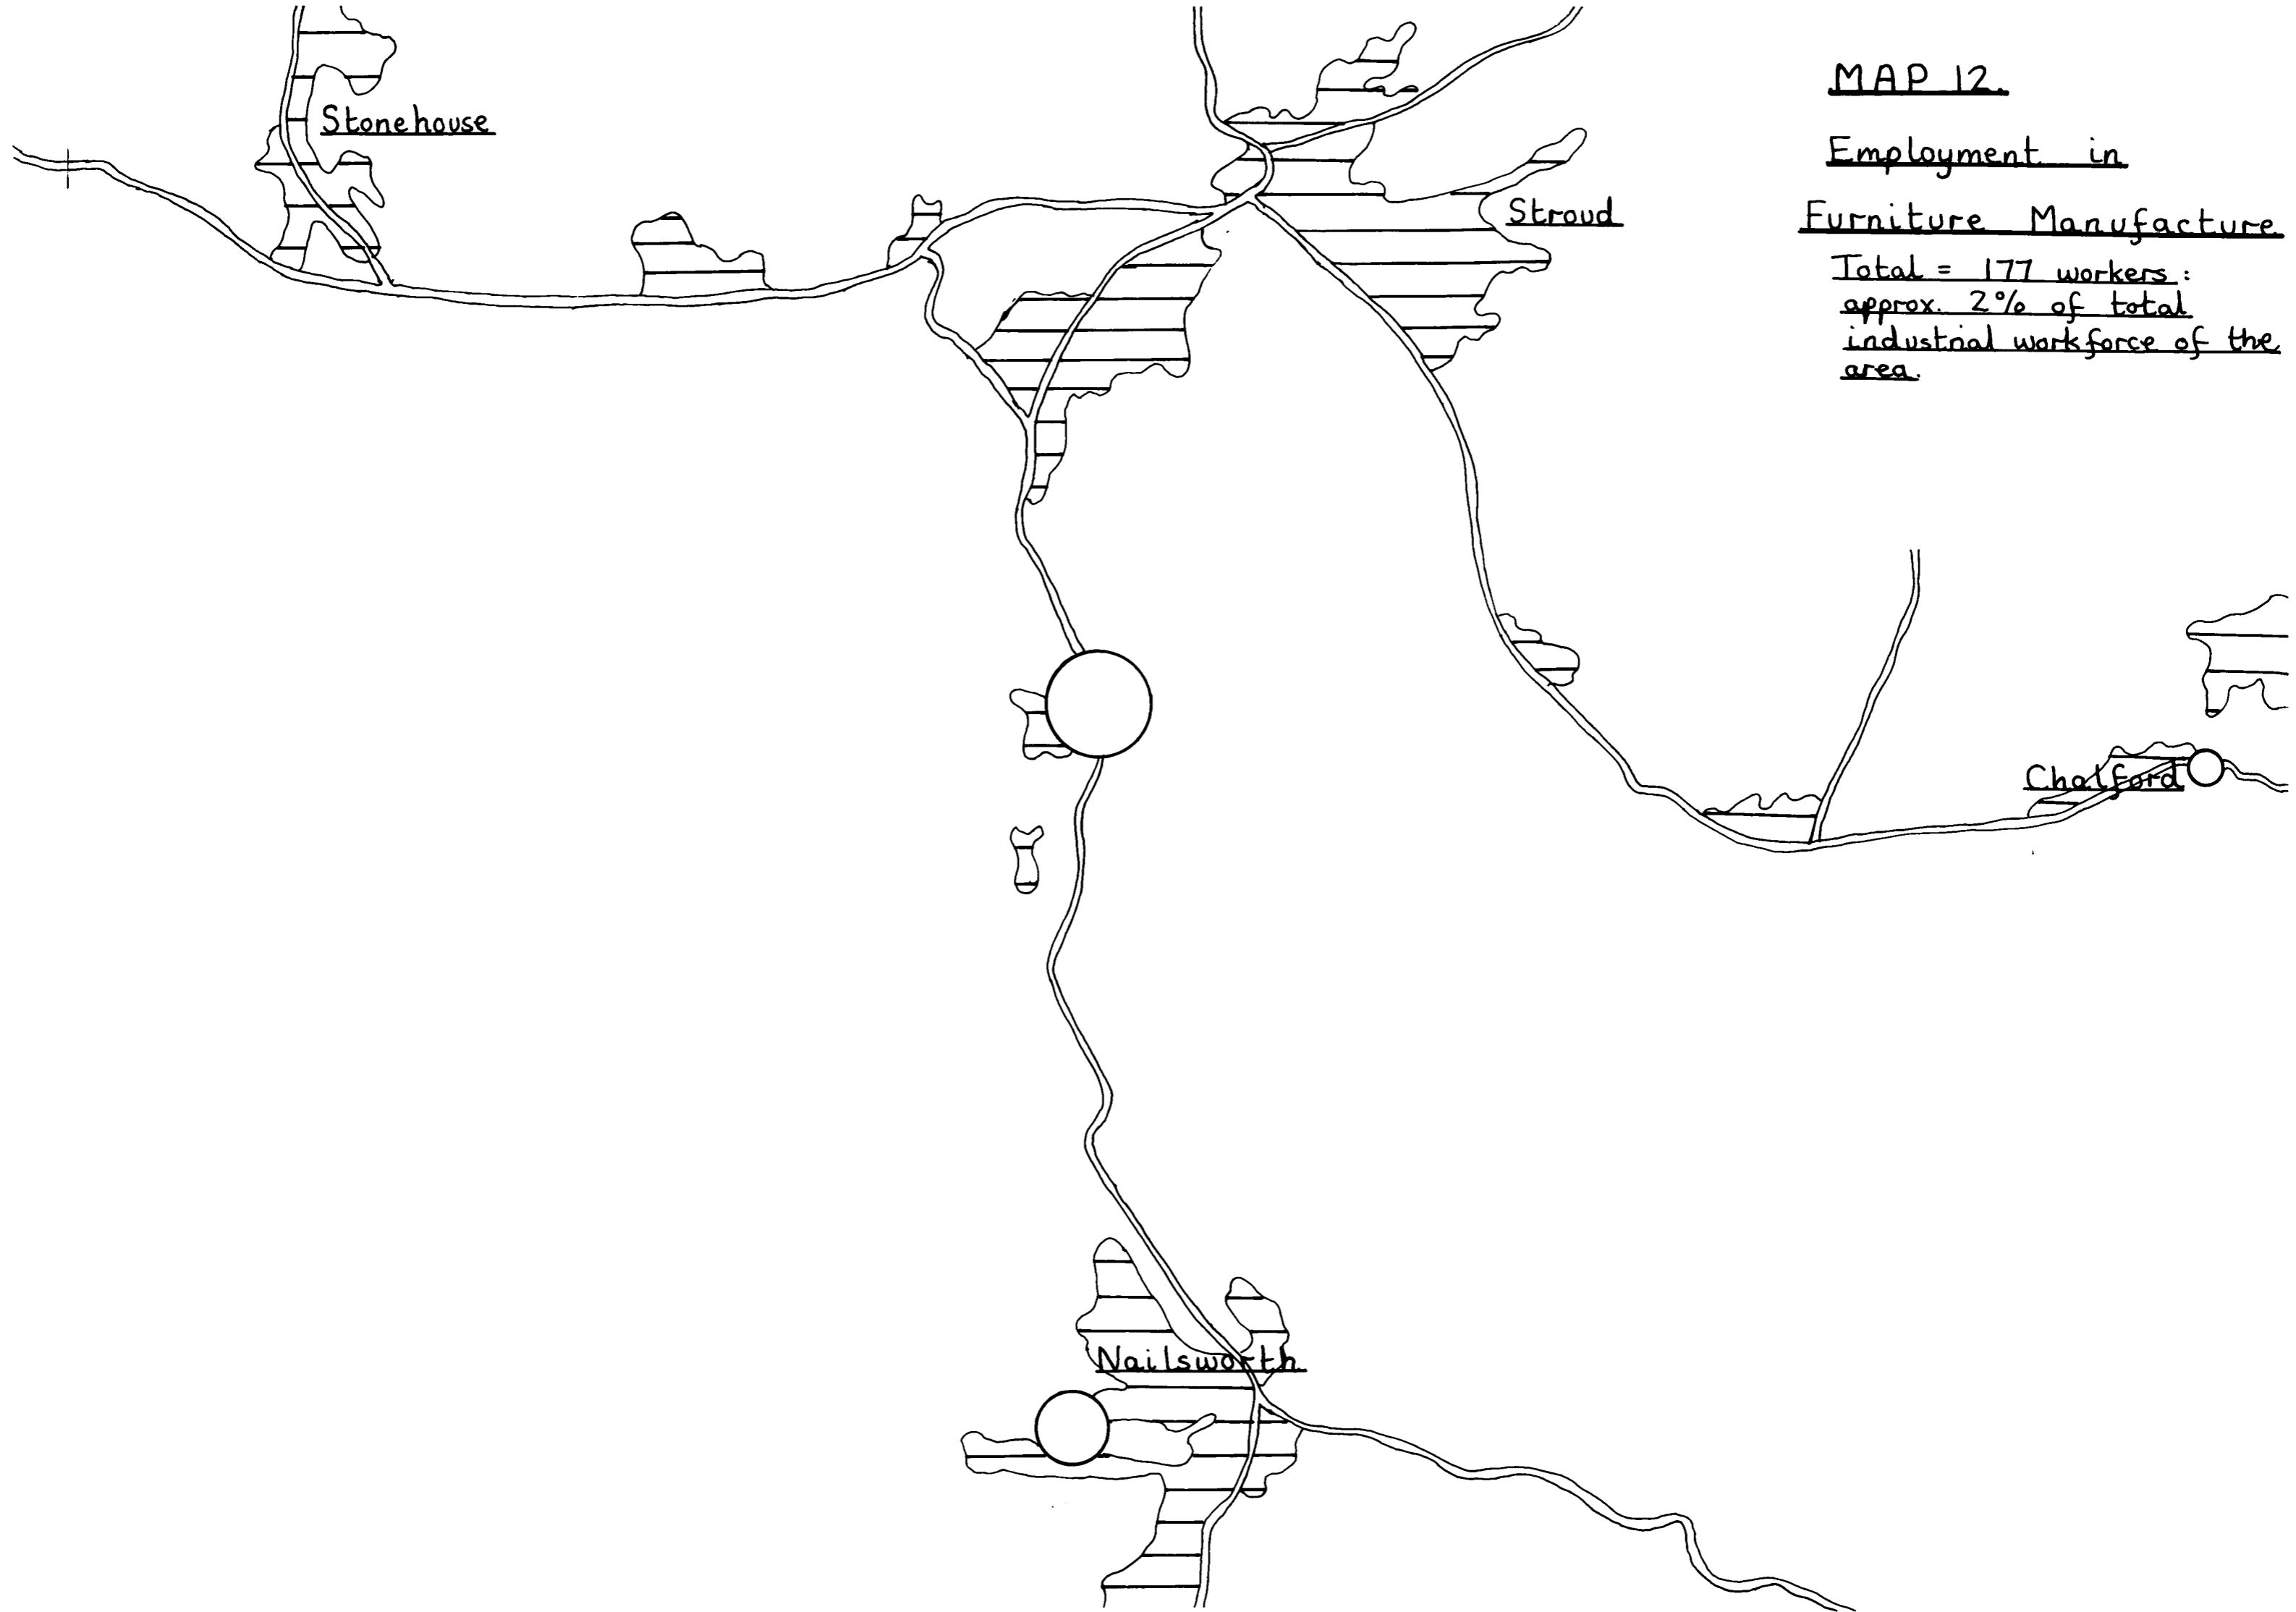 MAP 12.
Employment in
Furniture Manufacture
Total = 177 workers :
approx. 2% of total
industrial workforce of the
area.
Stonehouse
Stroud
Chalford
Nailsworth